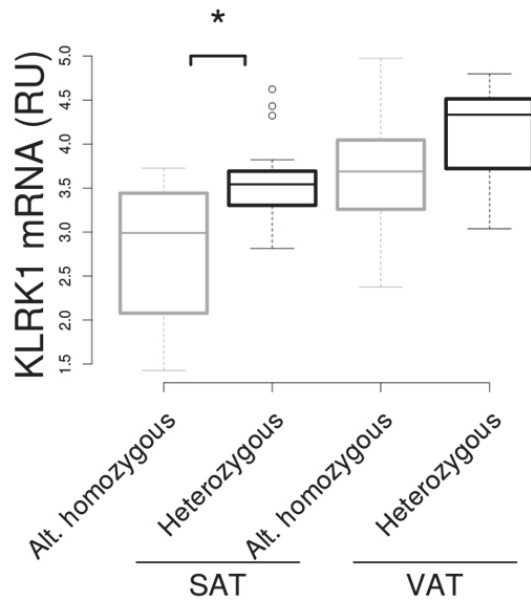 *
KLRK1 mRNA (RU)
5.0
4.5
4.0
3.5
3.0
2.5
2.0
1.5
Alt. homozygous
Heterozygous
Alt. homozygous
Heterozygous
SAT
VAT